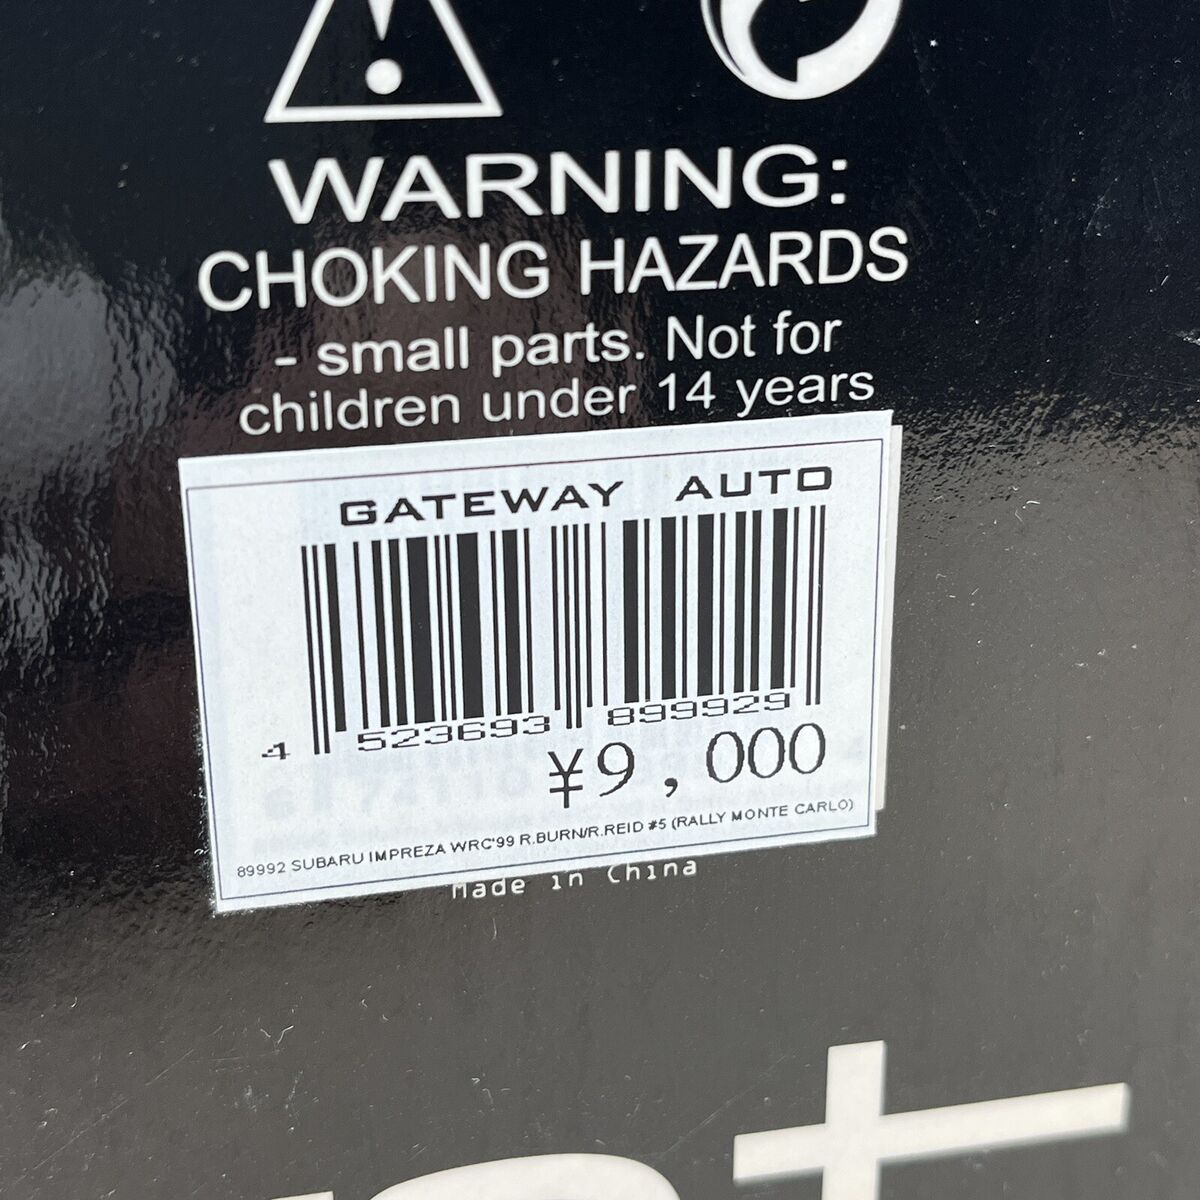 WARNING:
CHOKING HAZARDS
- small parts. Not for
children under 14 years
GATEWAY AUTO
4 523693 899929
¥9,000
89992 SUBARU IMPREZA WRC'99 R.BURN/R.REID #5 (RALLY MONTE CARLO)
Made in China